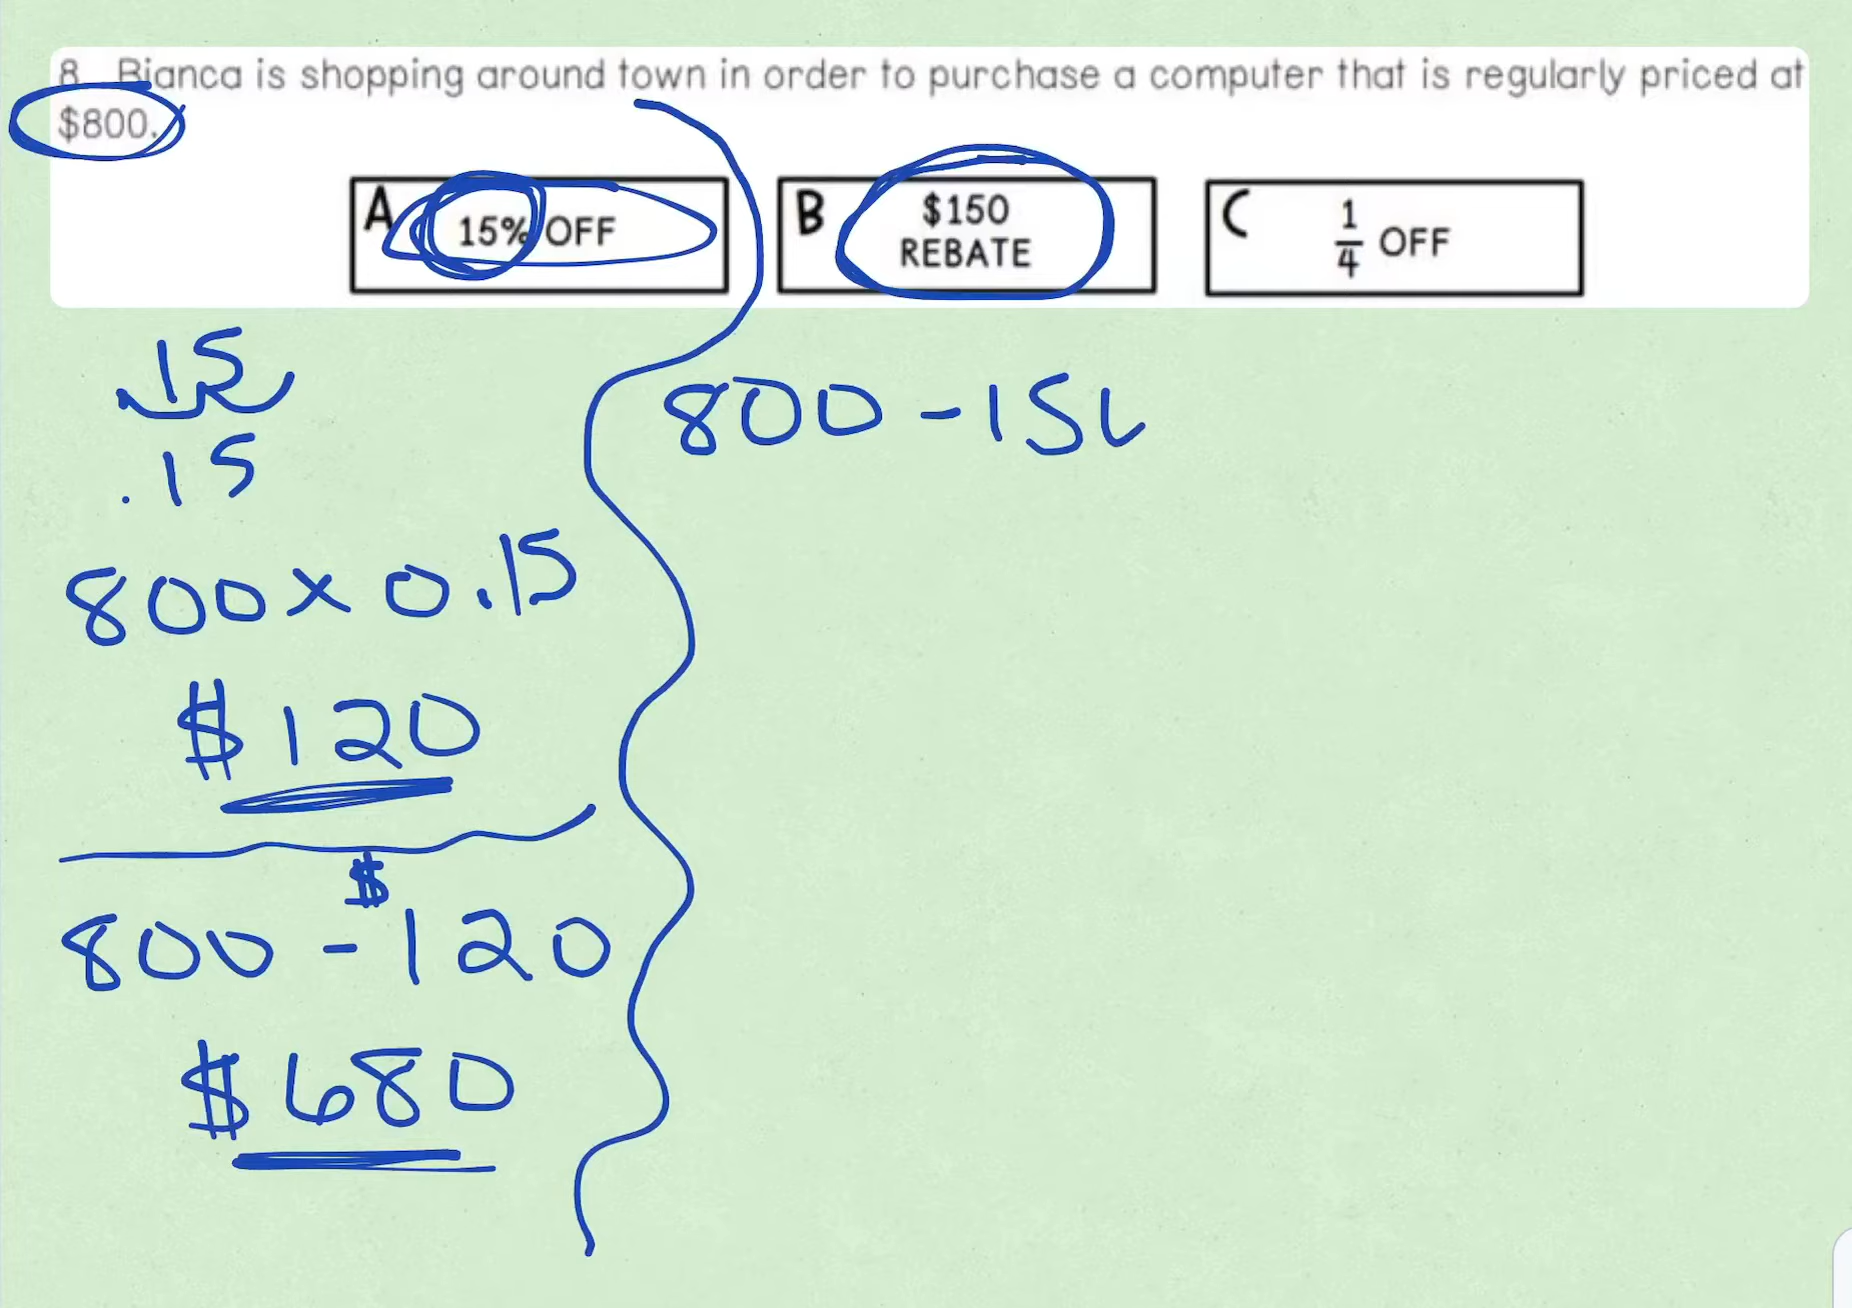 8. Bianca is shopping around town in order to purchase a computer that is regularly priced at
$800.
A 15% OFF
B $150
REBATE
C 1/4 OFF
.15
.15
800 × 0.15
$120
800 - $120
$680
800 - 15